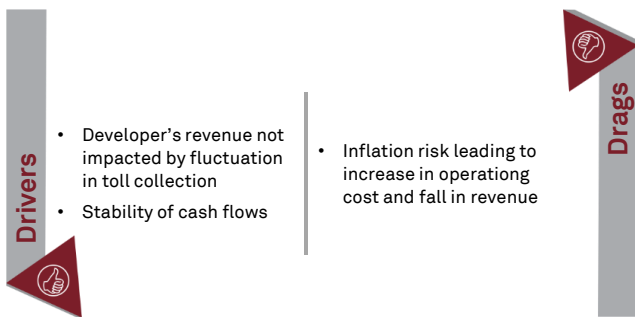 Drivers
• Developer's revenue not
impacted by fluctuation
in toll collection
• Stability of cash flows
• Inflation risk leading to
increase in operationg
cost and fall in revenue
Drags